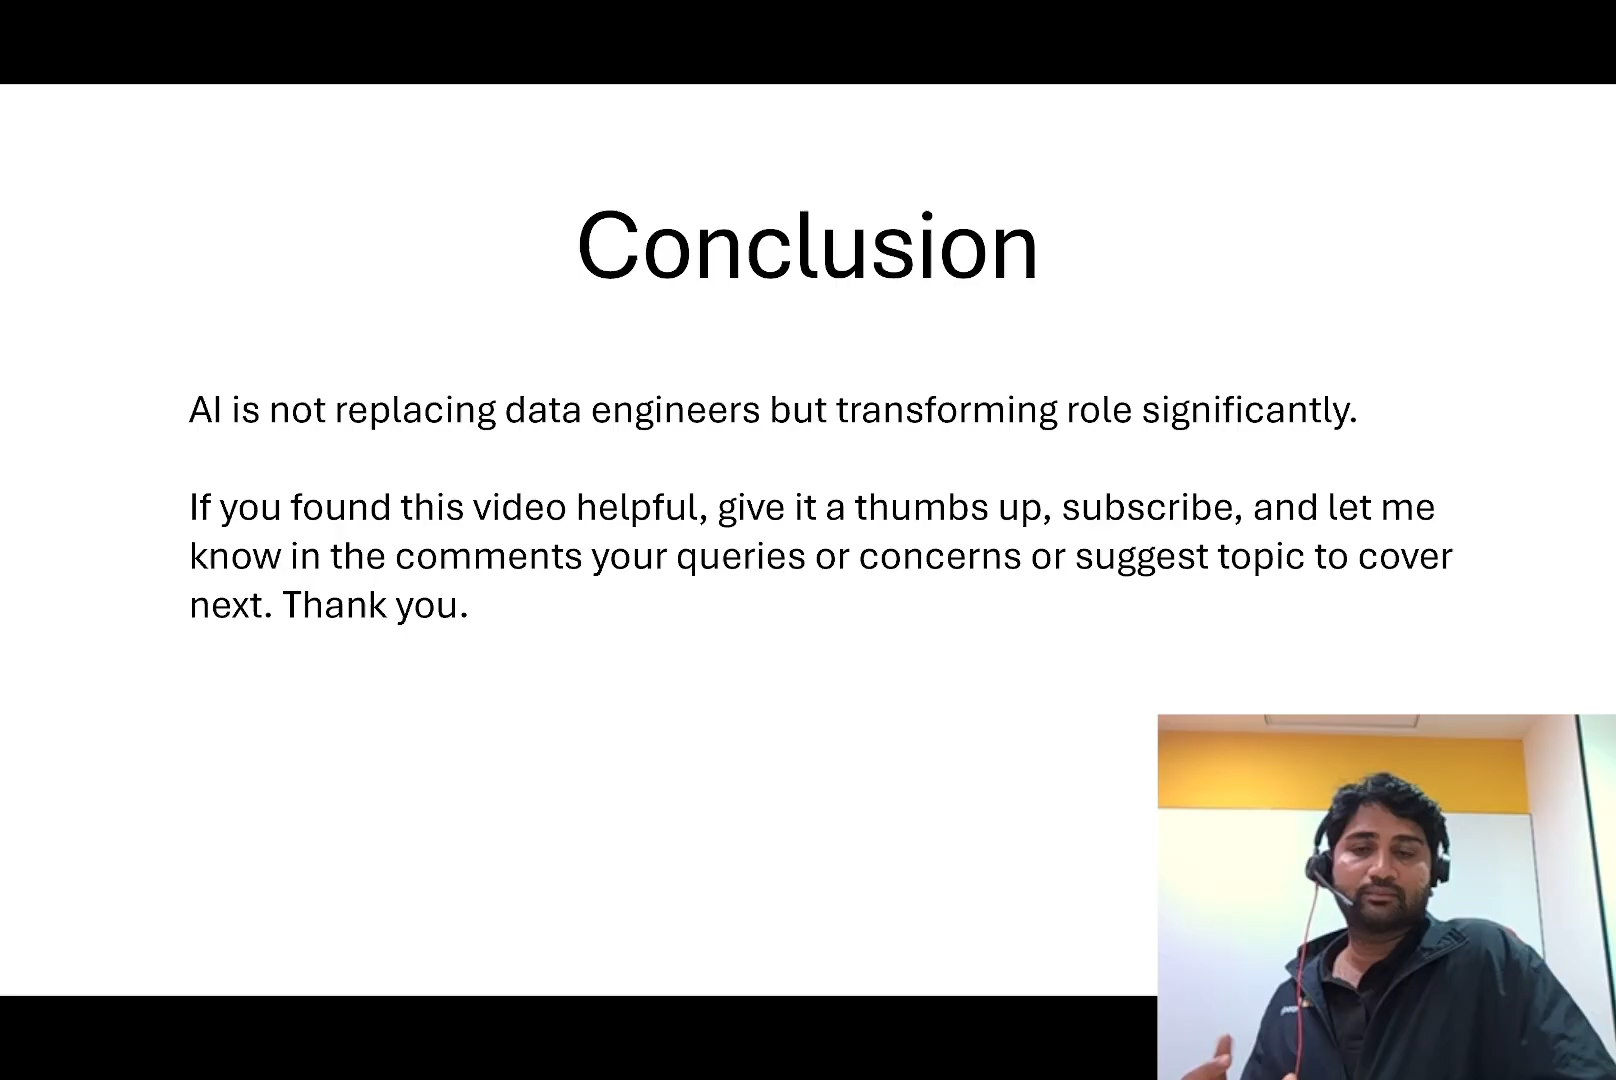 Conclusion
AI is not replacing data engineers but transforming role significantly.
If you found this video helpful, give it a thumbs up, subscribe, and let me
know in the comments your queries or concerns or suggest topic to cover
next. Thank you.